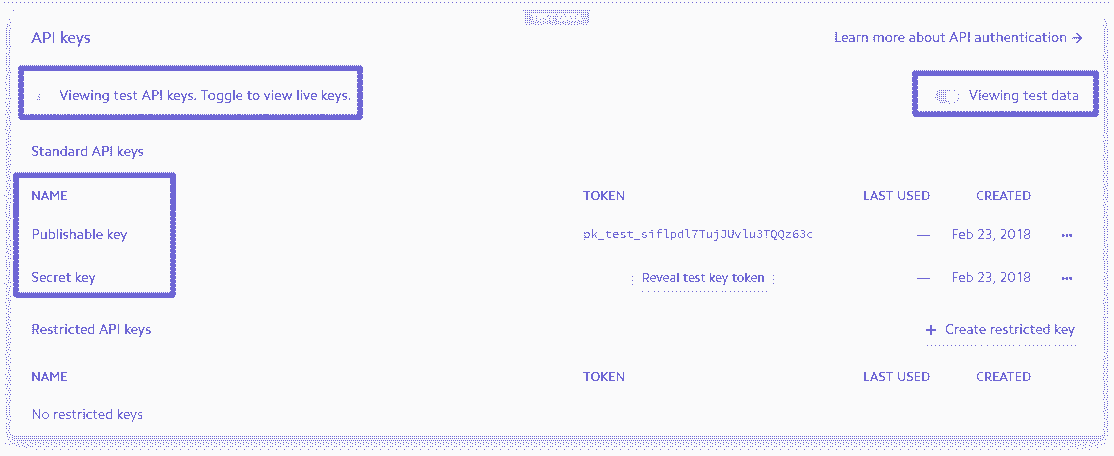 API keys Learn more about API authentication →
Viewing test API keys. Toggle to view live keys. Viewing test data
Standard API keys
NAME TOKEN LAST USED CREATED
Publishable key pk_test_siflpdl7TujJUvlu3TQQz63c — Feb 23, 2018 •••
Secret key Reveal test key token — Feb 23, 2018 •••
Restricted API keys + Create restricted key
NAME TOKEN LAST USED CREATED
No restricted keys